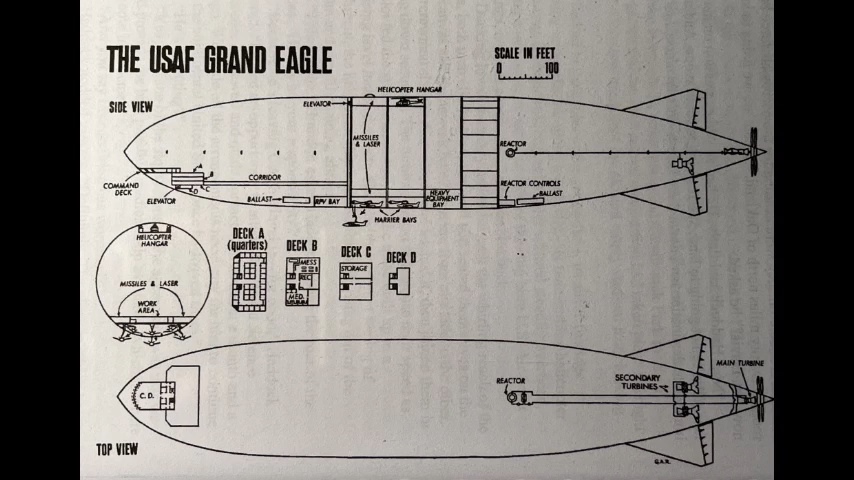 THE USAF GRAND EAGLE
SCALE IN FEET
0 100
SIDE VIEW
HELICOPTER HANGAR
ELEVATOR
MISSILES & LASER
REACTOR
A
B
C
D
CORRIDOR
COMMAND DECK
ELEVATOR
BALLAST
RPV BAY
HARRIER BAYS
HEAVY EQUIPMENT BAY
REACTOR CONTROLS
BALLAST
HELICOPTER HANGAR
MISSILES & LASER
WORK AREA
DECK A
(quarters)
DECK B
MESS
REC
MED.
DECK C
STORAGE
DECK D
C. D.
REACTOR
SECONDARY TURBINES
MAIN TURBINE
TOP VIEW
G.A.R.